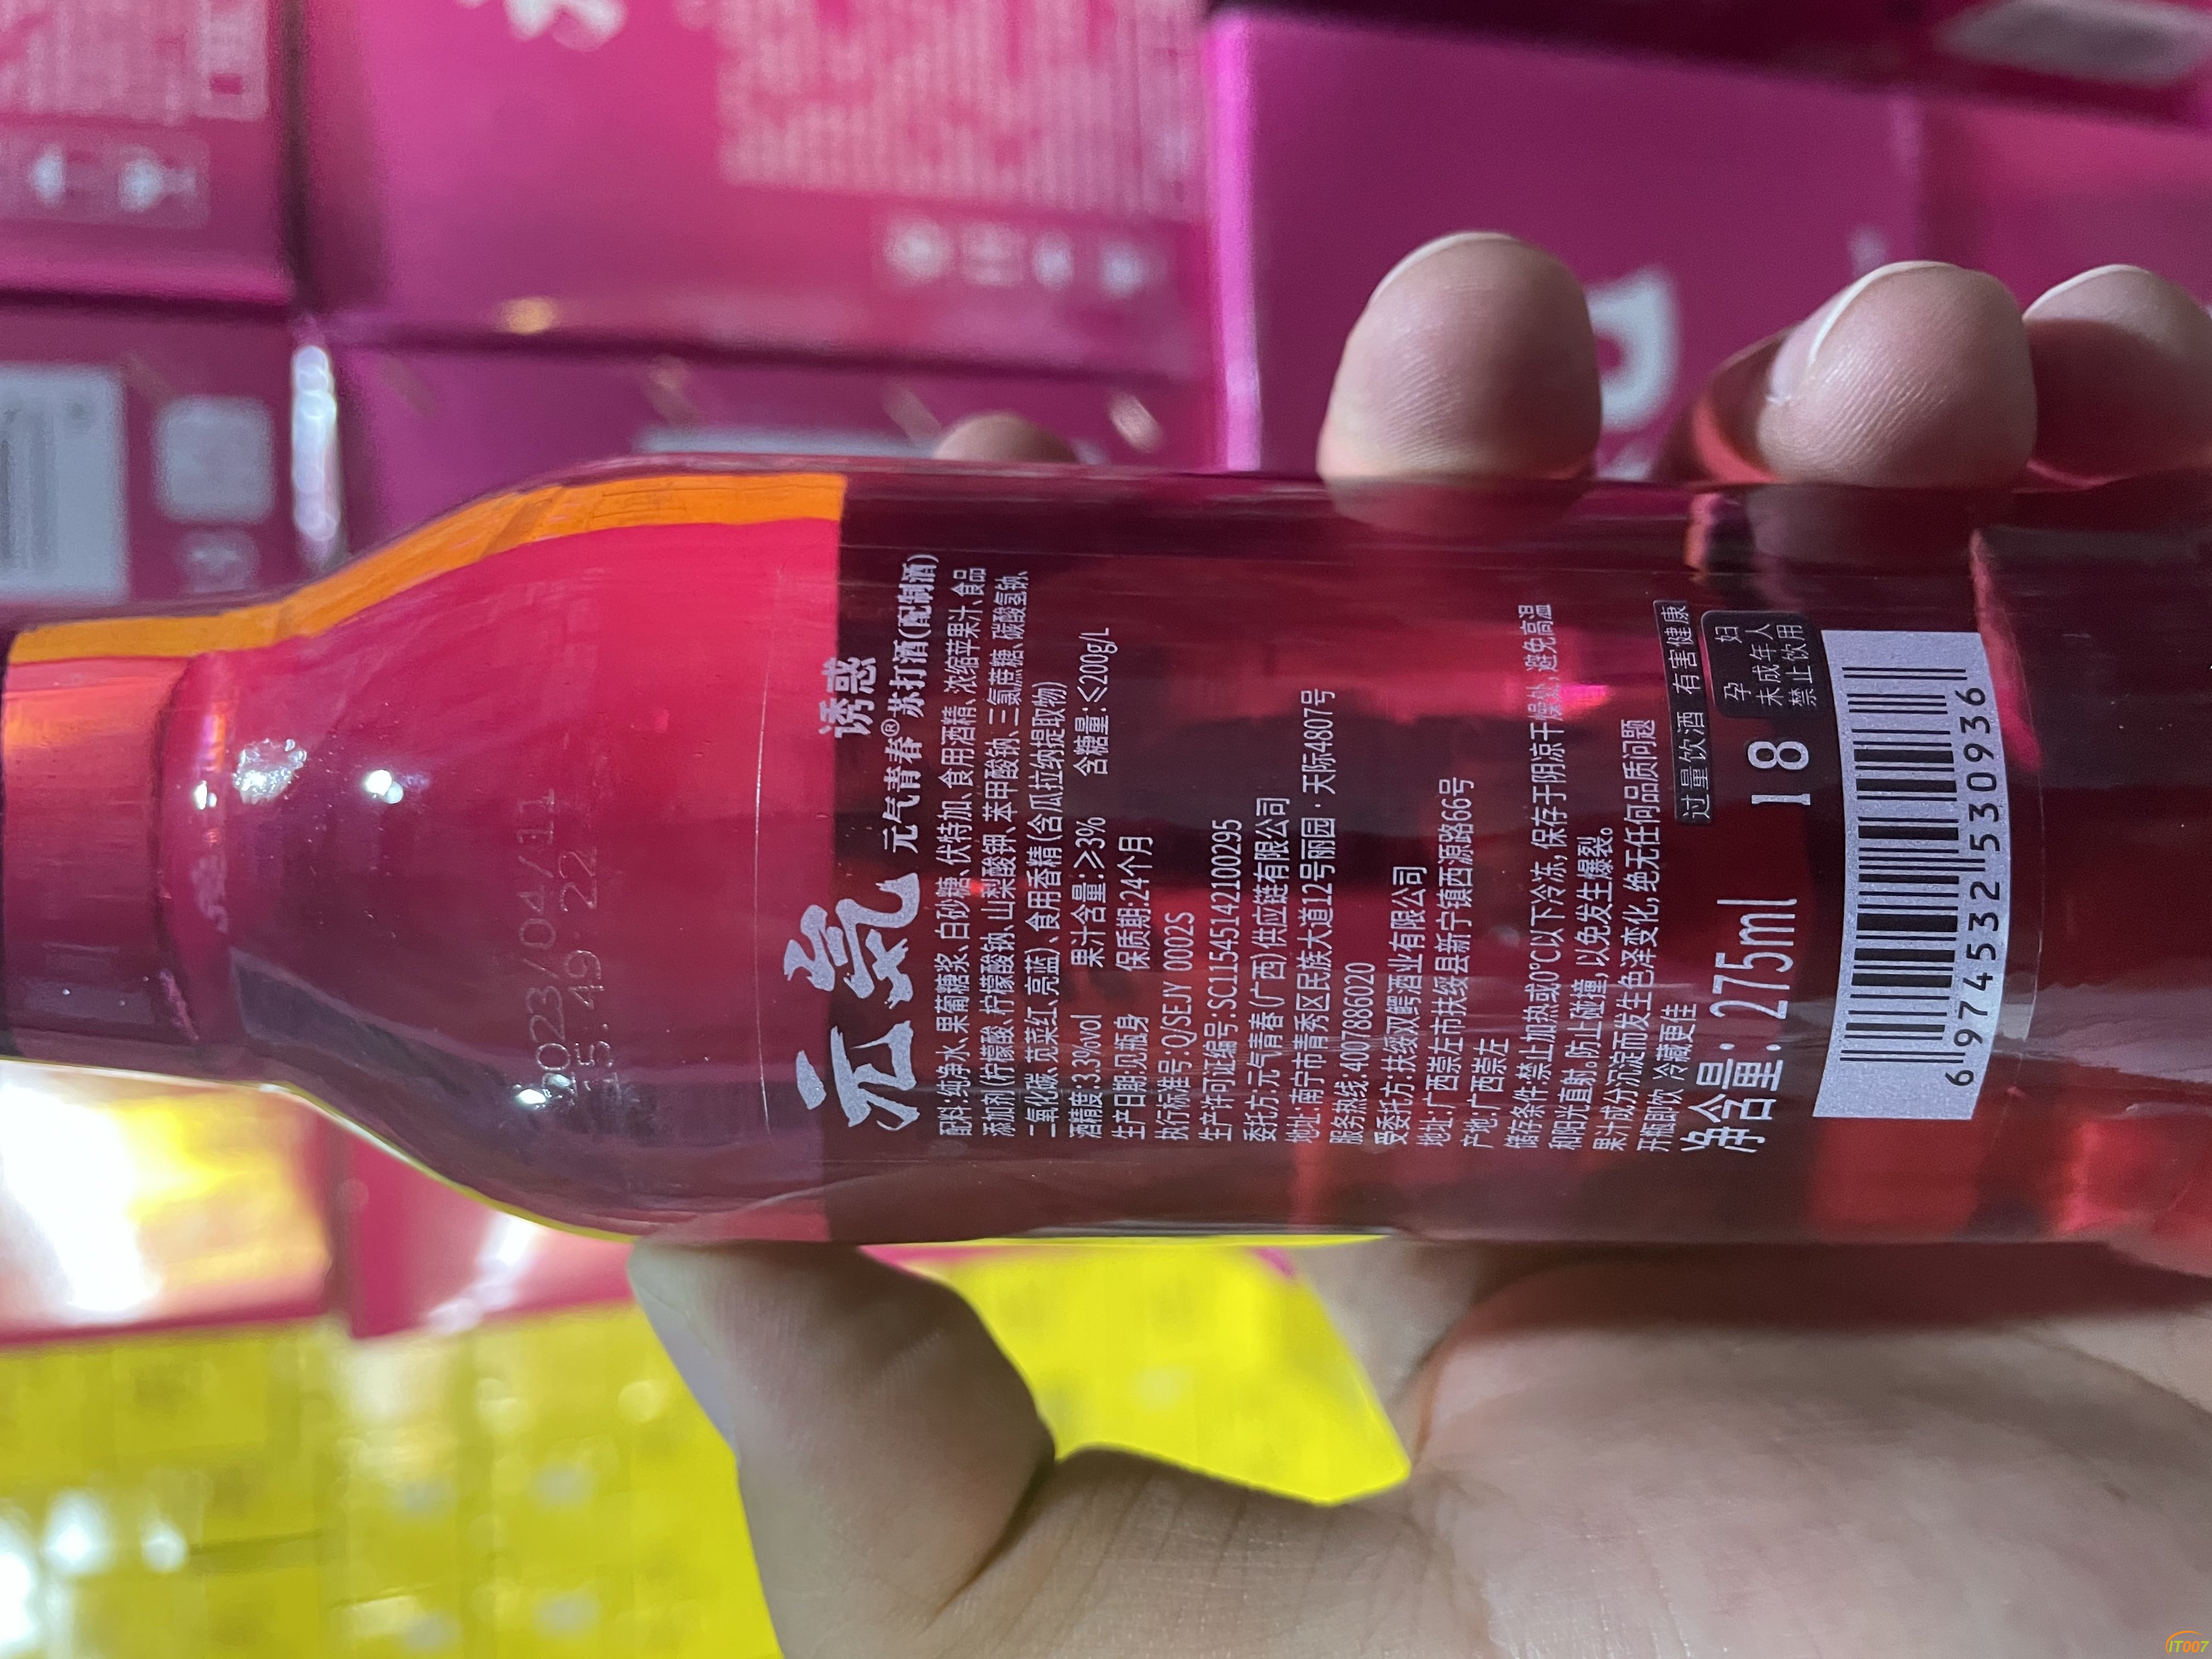 2023/04/11
15:49:22
诱惑
元氣 元气青春®苏打酒(配制酒)
配料:纯净水、果葡糖浆、白砂糖、伏特加、食用酒精、浓缩苹果汁、食品
添加剂(柠檬酸、柠檬酸钠、山梨酸钾、苯甲酸钠、三氯蔗糖、碳酸氢钠、
二氧化碳、苋菜红、亮蓝)、食用香精(含瓜拉纳提取物)
酒精度:3.3%vol 果汁含量:≥3% 含糖量:≤200g/L
生产日期:见瓶身 保质期:24个月
执行标准号:Q/SEJY 0002S
生产许可证编号:SC11545142100295
委托方:元气青春(广西)供应链有限公司
地址:南宁市青秀区民族大道12号丽园·天际4807号
服务热线:4007886020
受委托方:扶绥双鳄酒业有限公司
地址:广西崇左市扶绥县新宁镇西源路66号
产地:广西崇左
储存条件:禁止加热或0℃以下冷冻,保存于阴凉干燥处,避免高温
和阳光直射。防止碰撞,以免发生爆裂。
果汁成分沉淀而发生色泽变化,绝无任何品质问题
开瓶即饮 冷藏更佳
过量饮酒 有害健康
净含量:275ml
18
孕妇
未成年人
禁止饮用
6 974532 530936
IT007